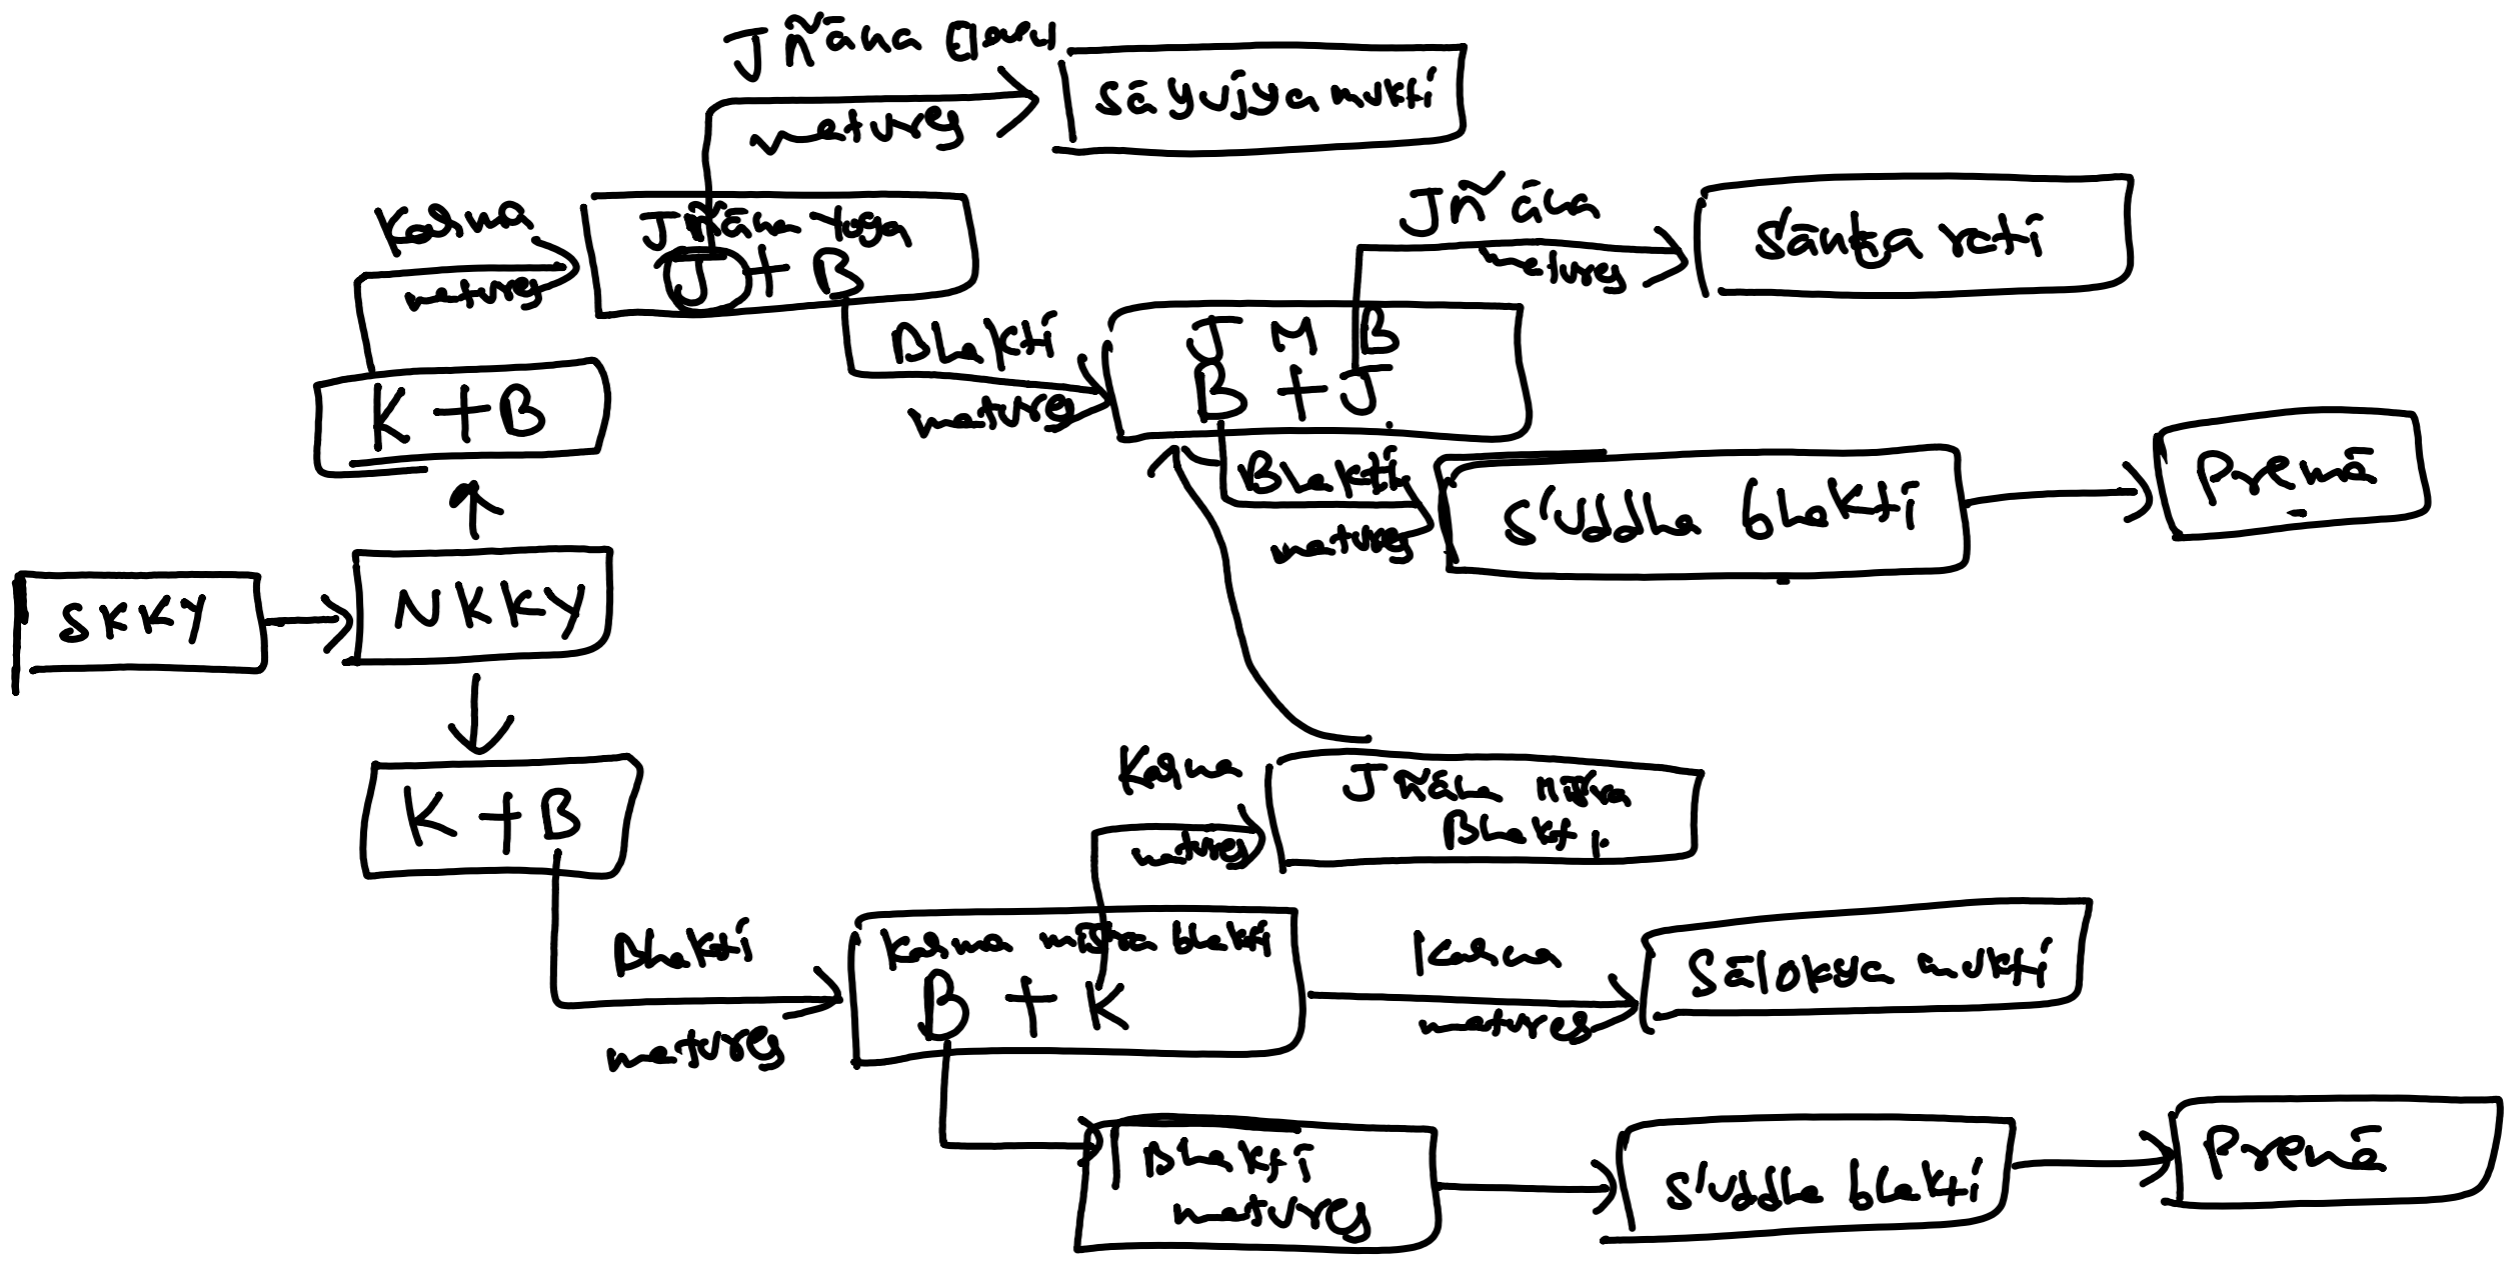 Jñāna
matures
sāyujya mukti
Karma
matures
Jñāna yoga
J + B
Jñāna
matures
Śānta rati
Bhakti
matures
J M B
B + J
K + B
Bhakti
matures
Śuddha bhakti
Premā
SKKY
NKKY
K + B
Karma
matures
Jñāna miśra
Bhakti
Bhakti
matures
Karma miśra bhakti
B + K
Karma
matures
Sālokya mukti
Bhakti
matures
Śuddha bhakti
Premā